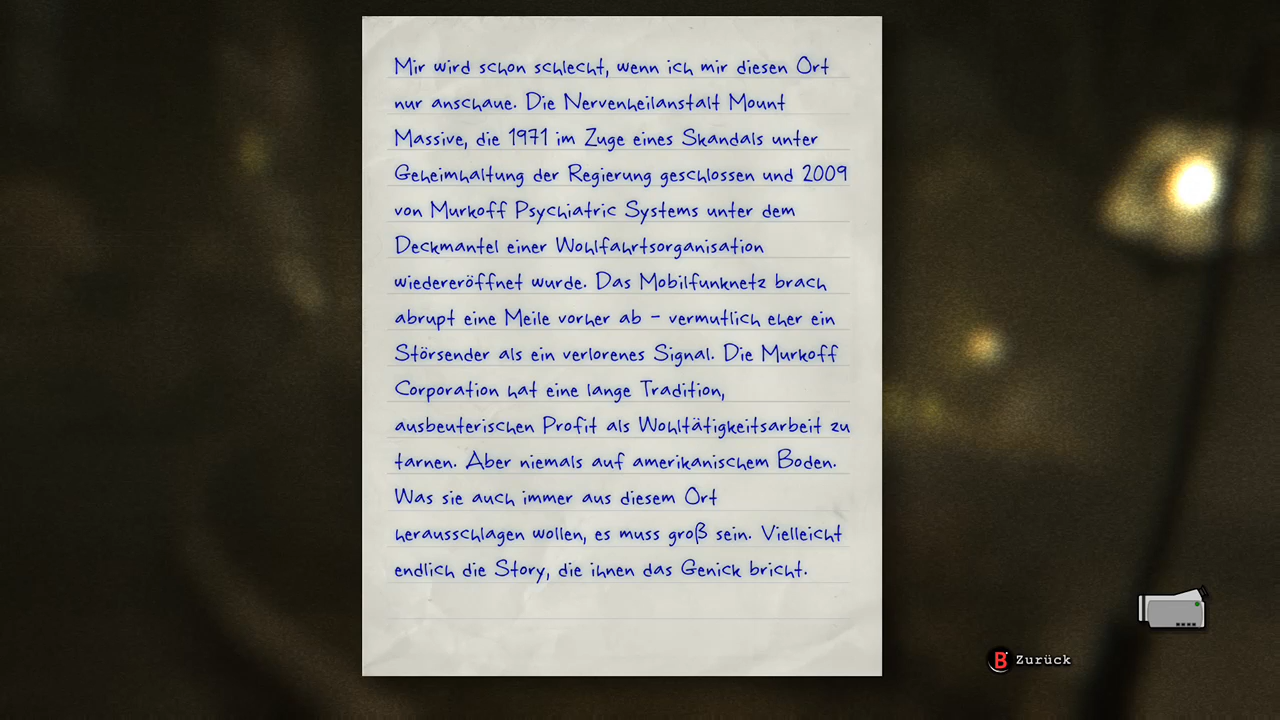 Mir wird schon schlecht, wenn ich mir diesen Ort
nur anschaue. Die Nervenheilanstalt Mount
Massive, die 1971 im Zuge eines Skandals unter
Geheimhaltung der Regierung geschlossen und 2009
von Murkoff Psychiatric Systems unter dem
Deckmantel einer Wohlfahrtsorganisation
wiedereröffnet wurde. Das Mobilfunknetz brach
abrupt eine Meile vorher ab - vermutlich eher ein
Störsender als ein verlorenes Signal. Die Murkoff
Corporation hat eine lange Tradition,
ausbeuterischen Profit als Wohltätigkeitsarbeit zu
tarnen. Aber niemals auf amerikanischem Boden.
Was sie auch immer aus diesem Ort
herausschlagen wollen, es muss groß sein. Vielleicht
endlich die Story, die ihnen das Genick bricht.
B Zurück